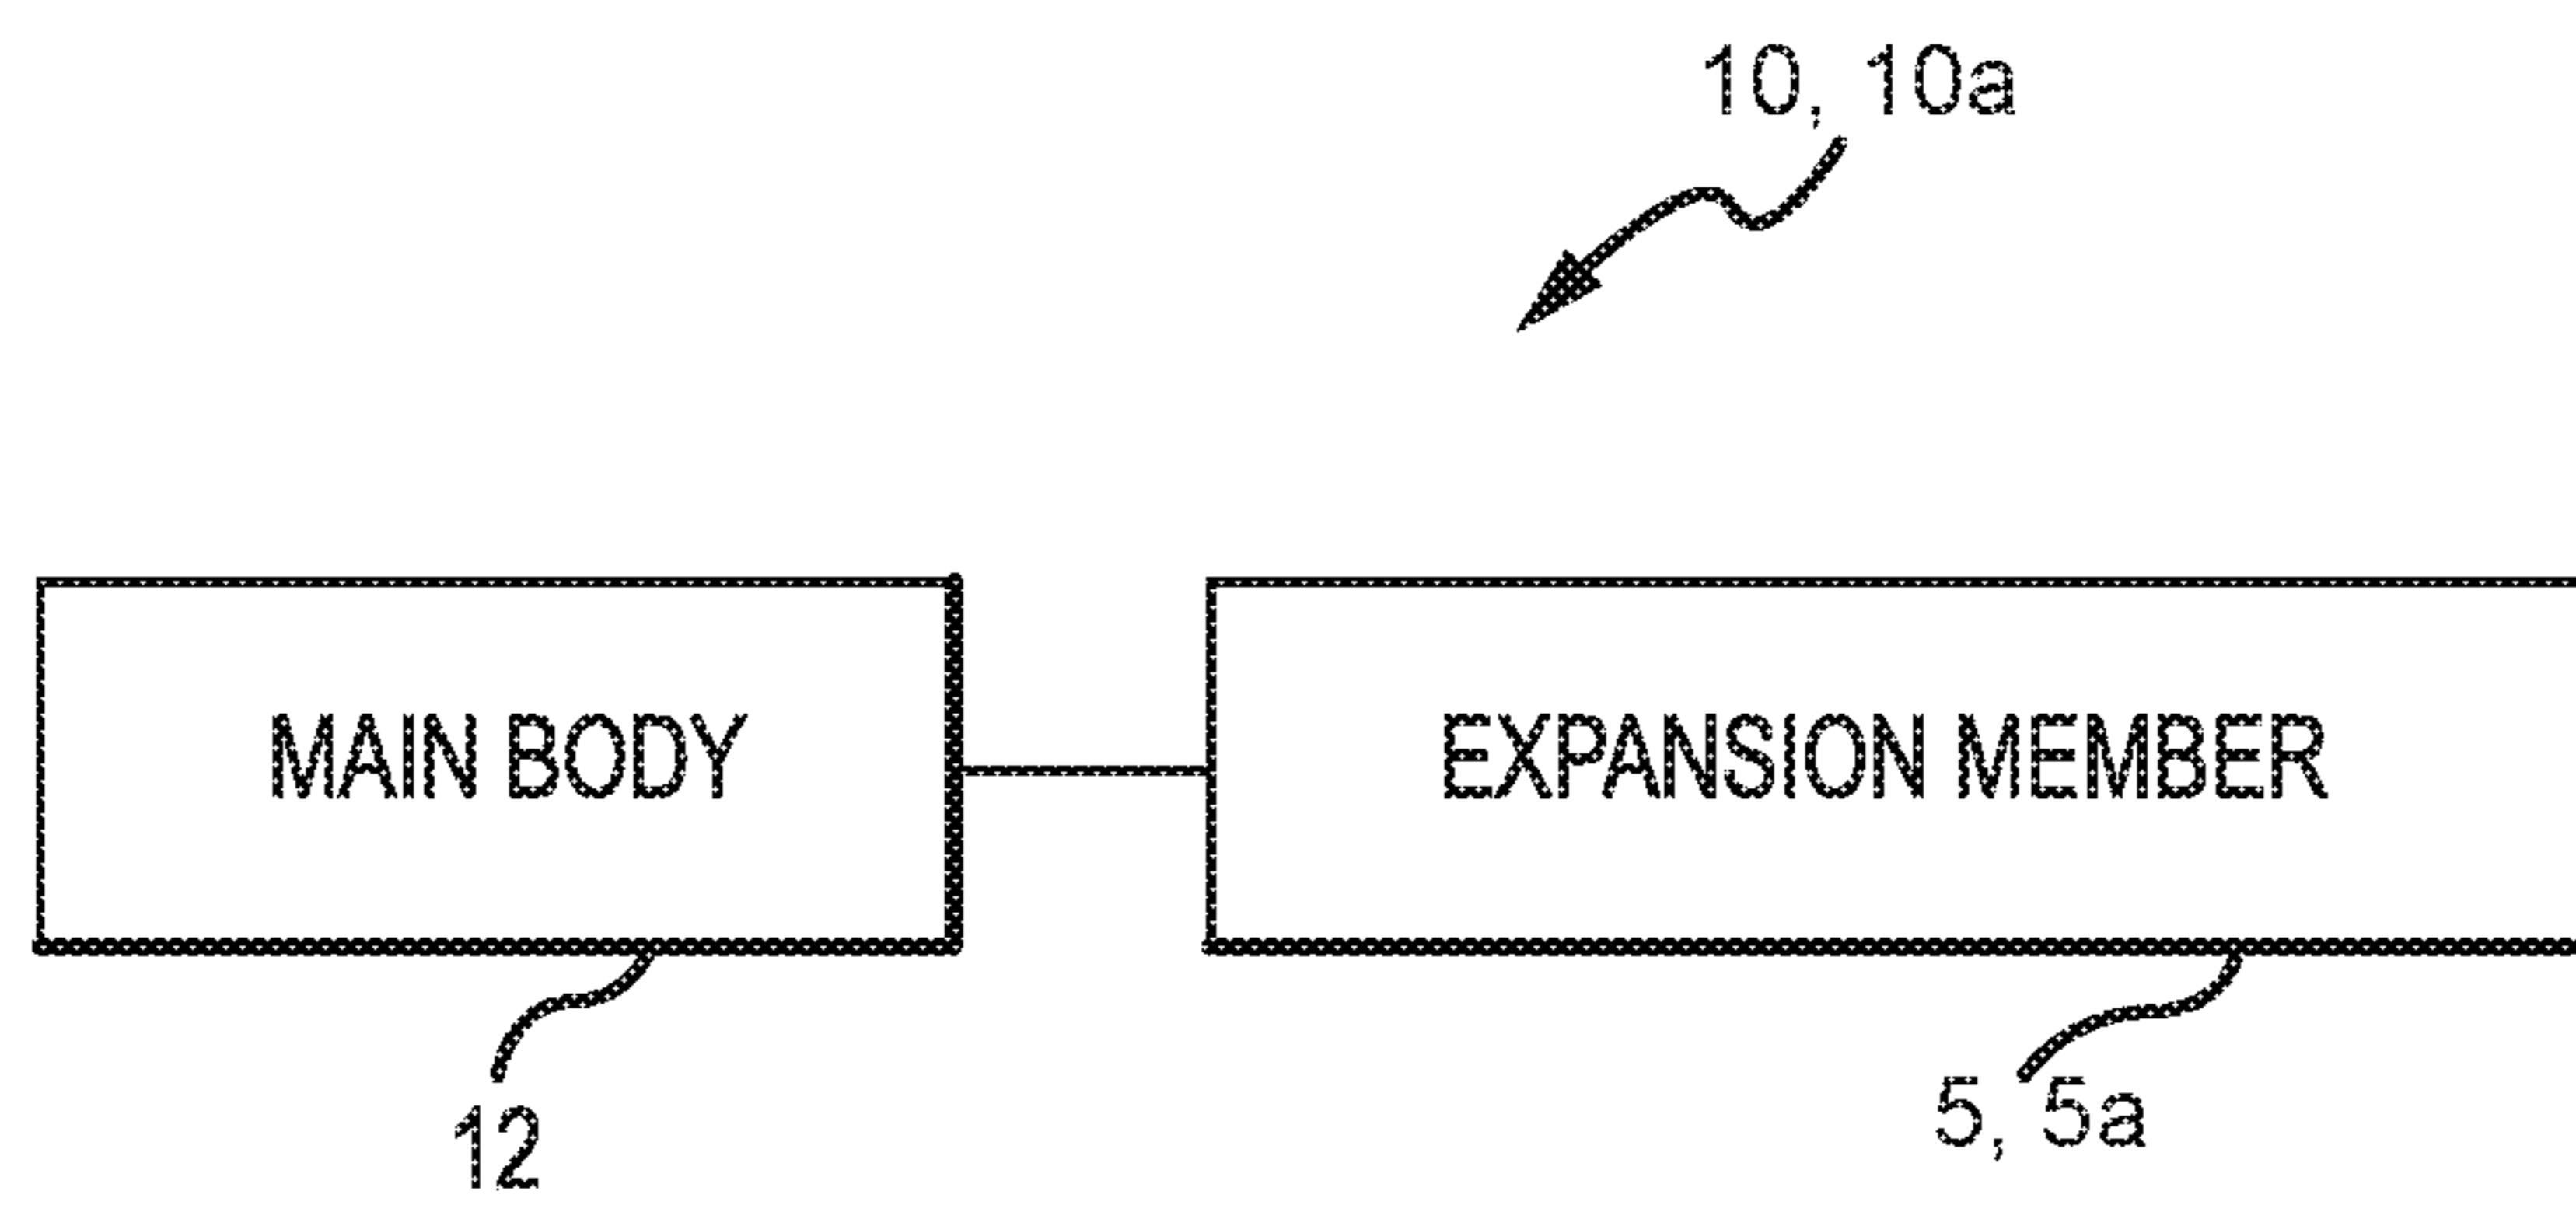 10, 10a
MAIN BODY
EXPANSION MEMBER
12
5, 5a